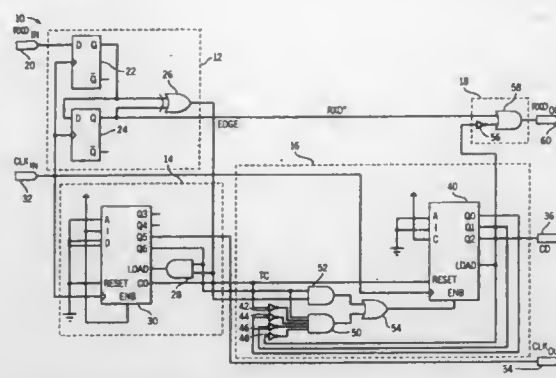 10
RXD IN
20
D Q
Q̄
22
26
12
D Q
Q̄
24
EDGE
RXD"
18
58
56
RXD
60
CLK IN
32
14
16
A
I
D
Q3
Q4
Q5
Q6
LOAD
CO
RESET
ENB
28
30
TC
52
42
44
46
48
50
54
40
A
I
C
Q0
Q1
Q2
LOAD
RESET
ENB
36
CD
CLK
34